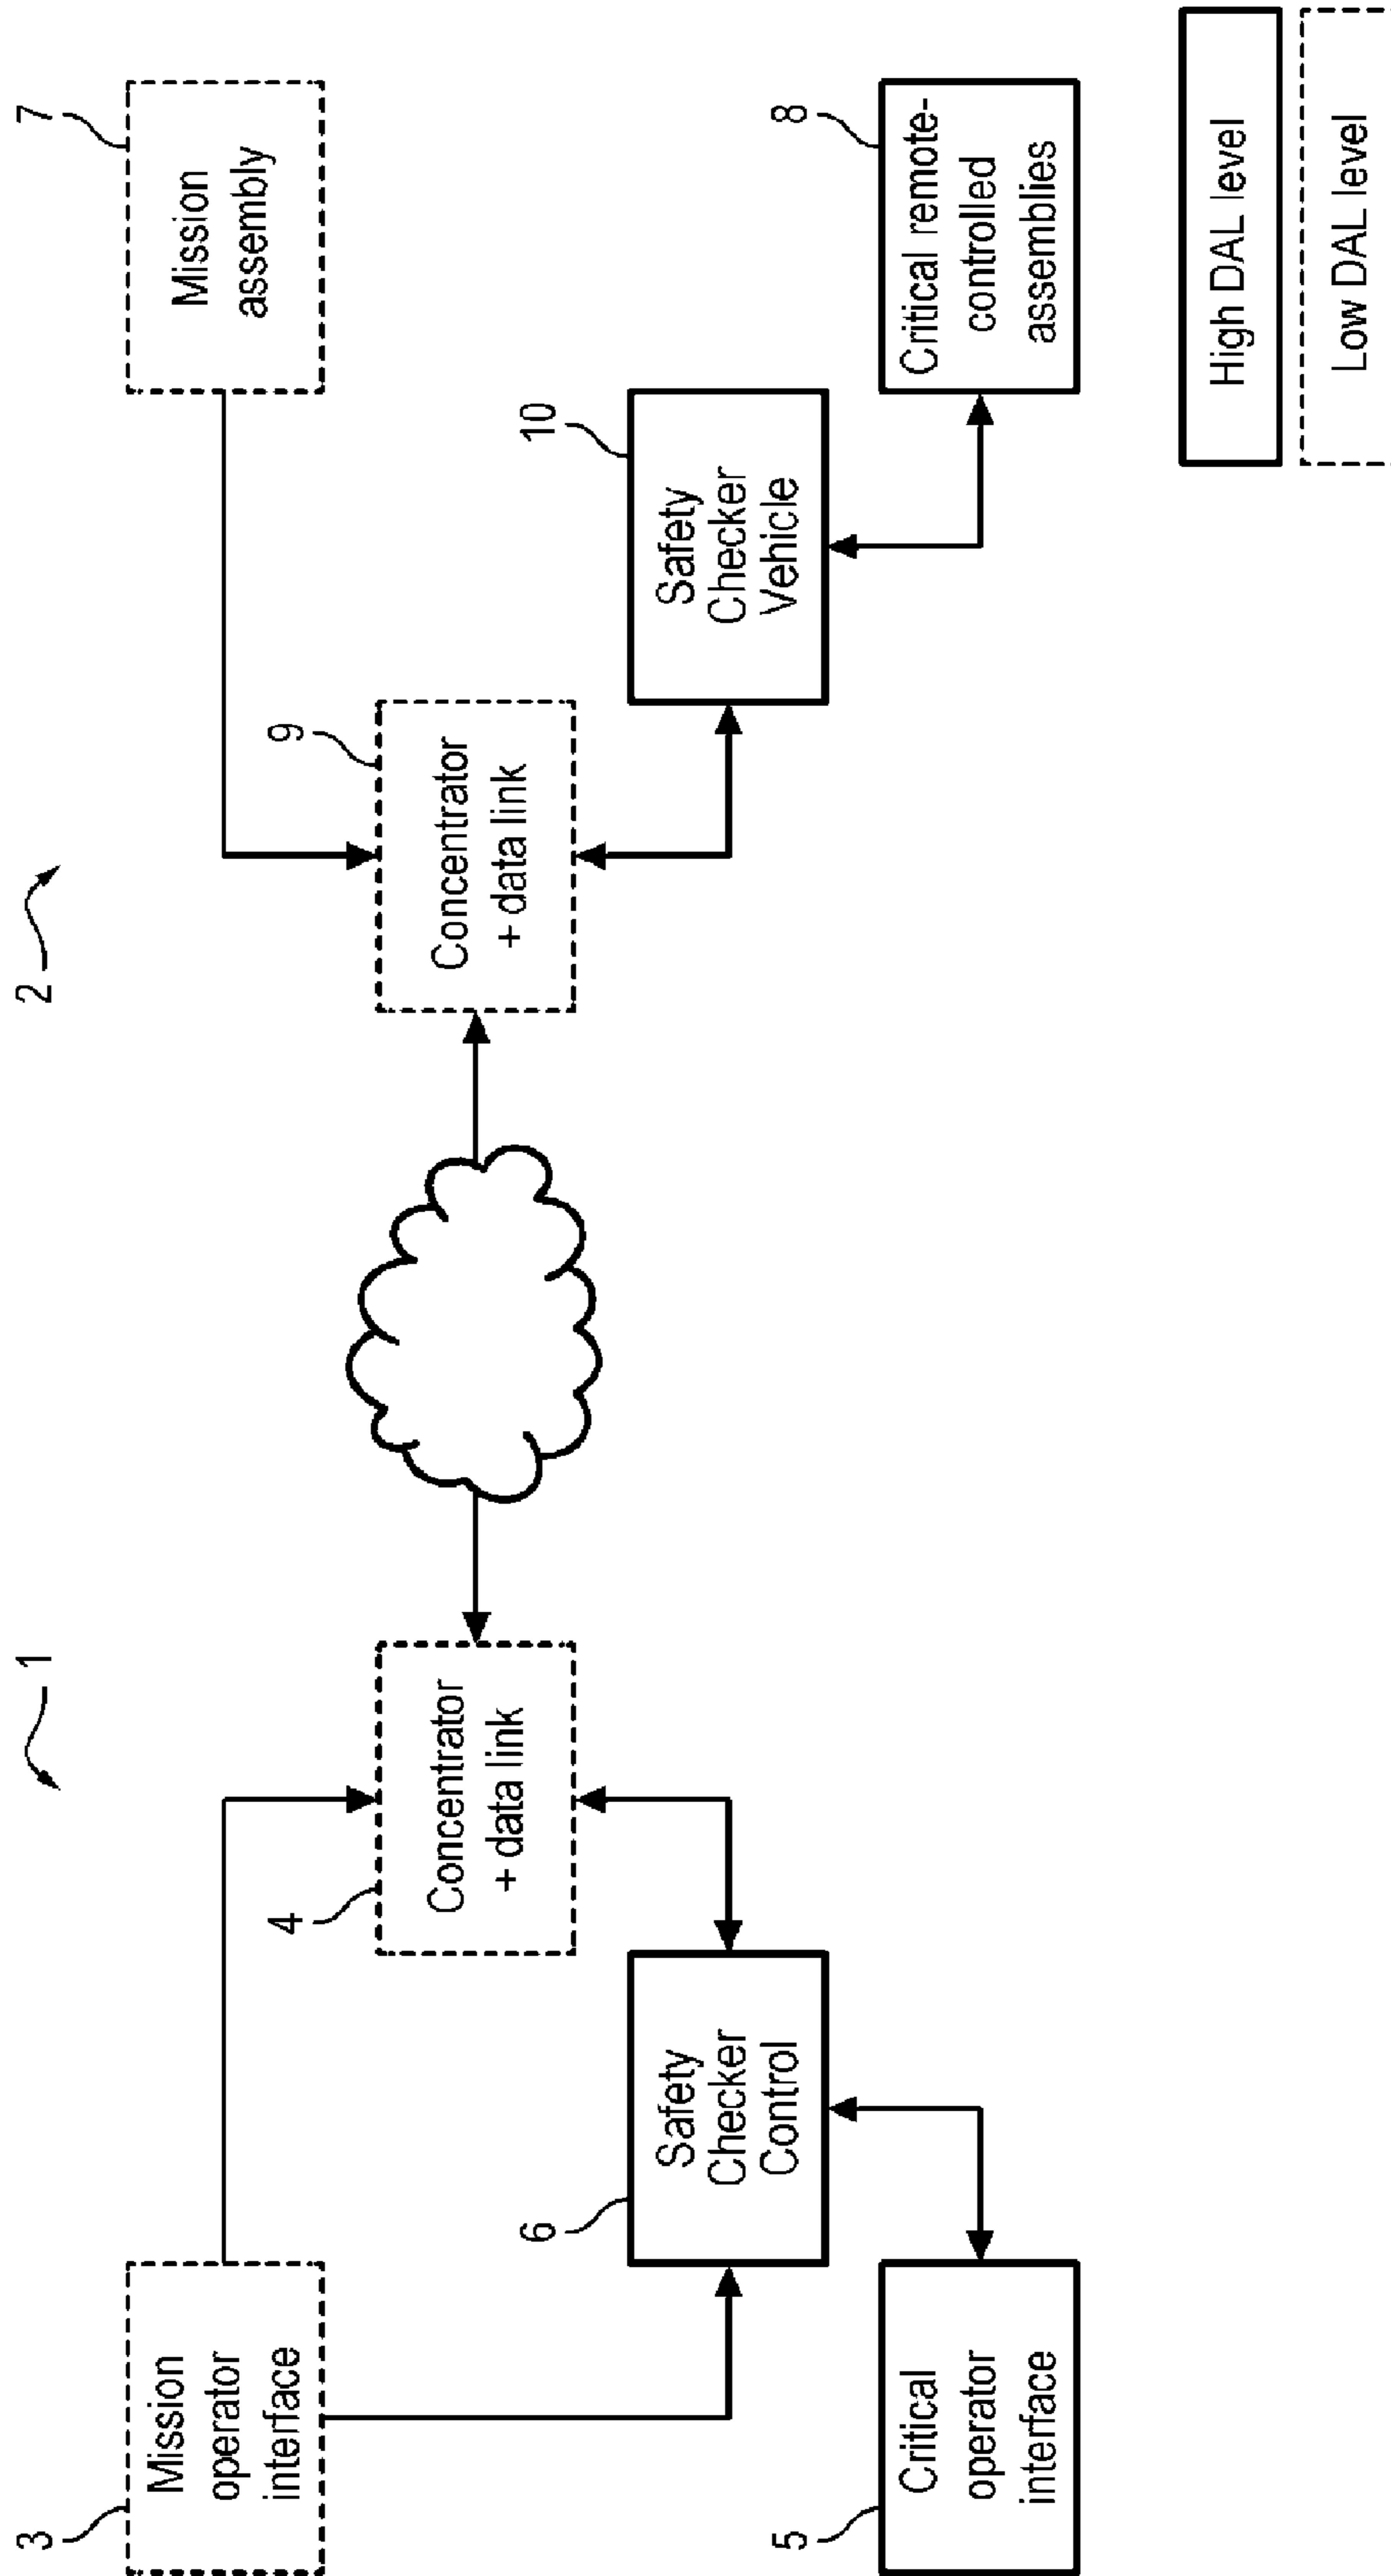 1
2
3
Mission
operator
interface
7
Mission
assembly
4
Concentrator
+ data link
9
Concentrator
+ data link
6
Safety
Checker
Control
10
Safety
Checker
Vehicle
5
Critical
operator
interface
8
Critical remote-
controlled
assemblies
High DAL level
Low DAL level